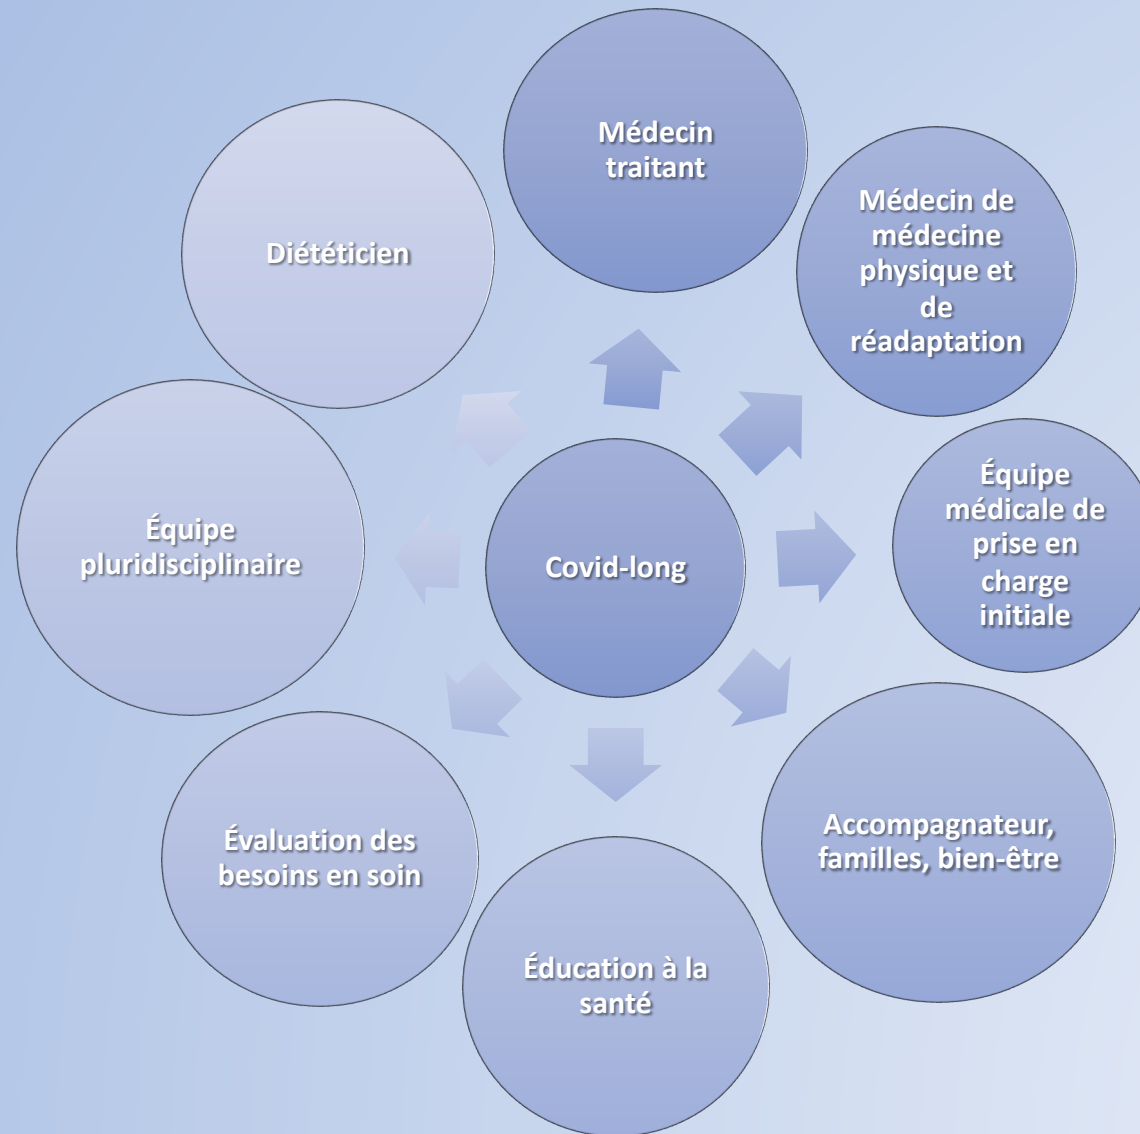 Médecin
traitant
Médecin de
médecine
physique et
de
réadaptation
Équipe
médicale de
prise en
charge
initiale
Accompagnateur,
familles, bien-être
Éducation à la
santé
Évaluation des
besoins en soin
Équipe
pluridisciplinaire
Diététicien
Covid-long